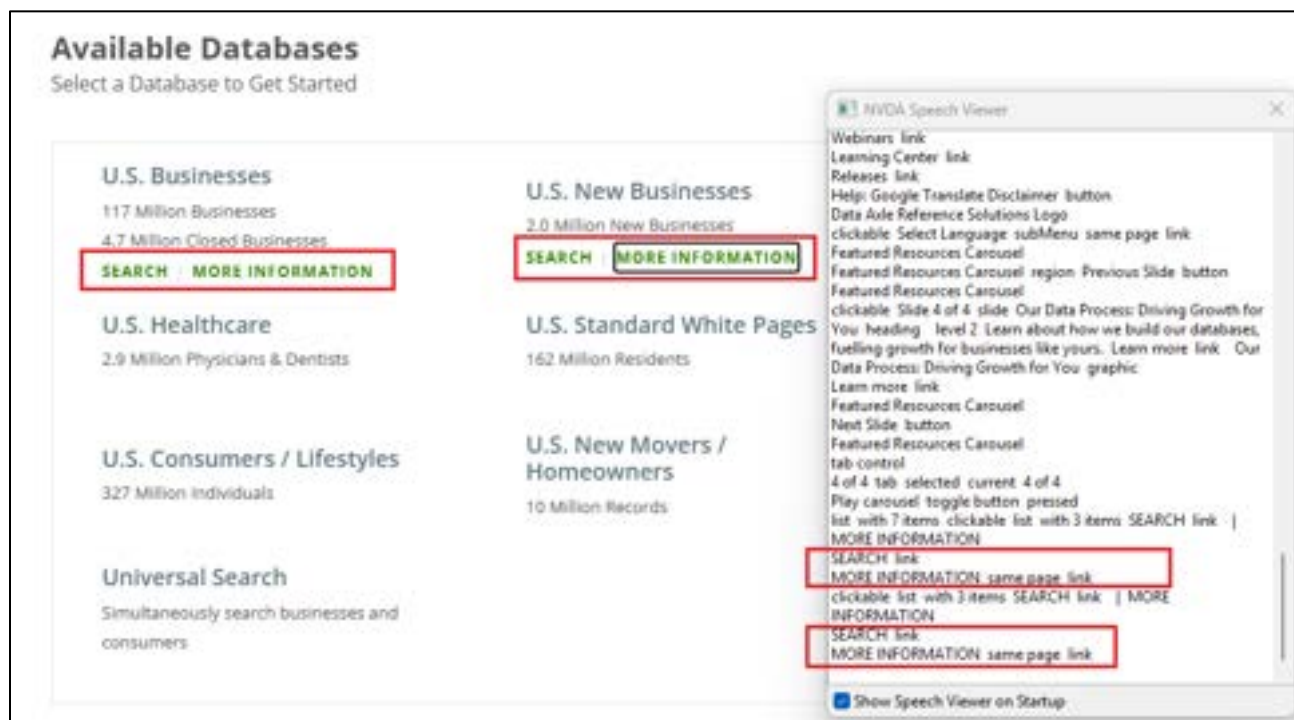 Available Databases
Select a Database to Get Started
U.S. Businesses
117 Million Businesses
4.7 Million Closed Businesses
SEARCH | MORE INFORMATION
U.S. New Businesses
2.0 Million New Businesses
SEARCH | MORE INFORMATION
U.S. Healthcare
2.9 Million Physicians & Dentists
U.S. Standard White Pages
162 Million Residents
U.S. Consumers / Lifestyles
327 Million Individuals
U.S. New Movers /
Homeowners
10 Million Records
Universal Search
Simultaneously search businesses and
consumers
NVDA Speech Viewer
Webinars link
Learning Center link
Releases link
Help: Google Translate Disclaimer button
Data Axle Reference Solutions Logo
clickable Select Language subMenu same page link
Featured Resources Carousel
Featured Resources Carousel region Previous Slide button
Featured Resources Carousel
clickable Slide 4 of 4 slide Our Data Process: Driving Growth for
You heading level 2 Learn about how we build our databases,
fuelling growth for businesses like yours. Learn more link Our
Data Process: Driving Growth for You graphic
Learn more link
Featured Resources Carousel
Next Slide button
Featured Resources Carousel
tab control
4 of 4 tab selected current 4 of 4
Play carousel toggle button pressed
list with 7 items clickable list with 3 items SEARCH link |
MORE INFORMATION
SEARCH link
MORE INFORMATION same page link
clickable list with 3 items SEARCH link | MORE
INFORMATION
SEARCH link
MORE INFORMATION same page link
Show Speech Viewer on Startup